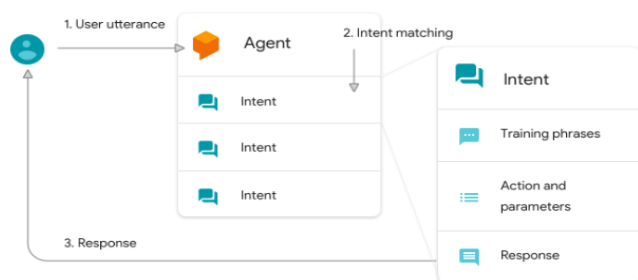 1. User utterance
Agent
2. Intent matching
Intent
Intent
Intent
Intent
Training phrases
Action and
parameters
Response
3. Response